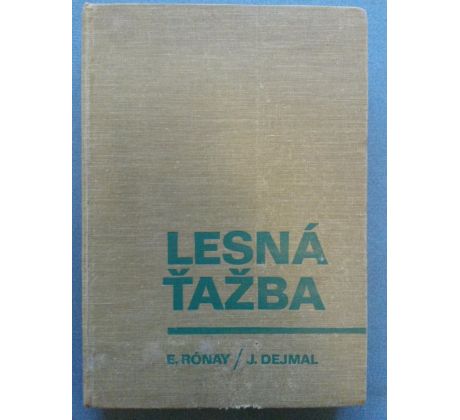 LESNÁ
ŤAŽBA
E. RÓNAY / J. DEJMAL